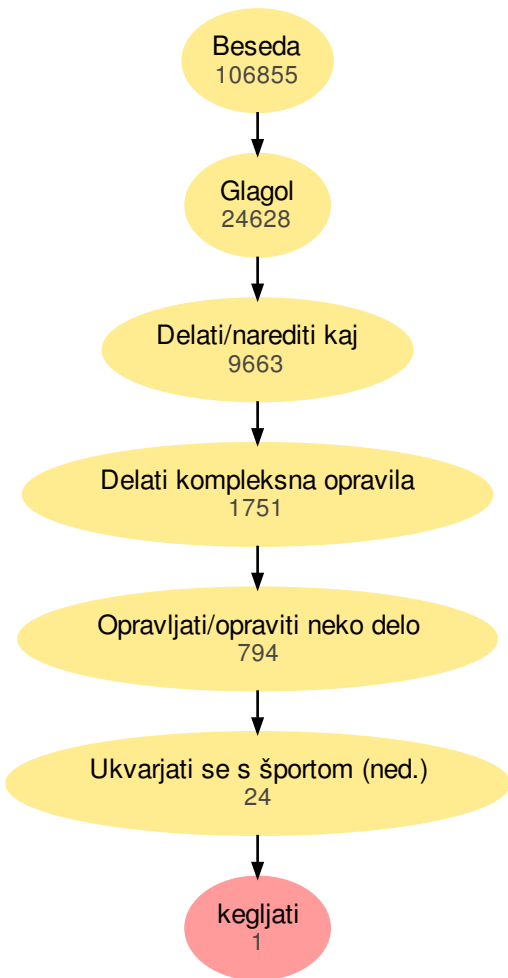 Beseda
106855
Glagol
24628
Delati/narediti kaj
9663
Delati kompleksna opravila
1751
Opravljati/opraviti neko delo
794
Ukvarjati se s športom (ned.)
24
kegljati
1